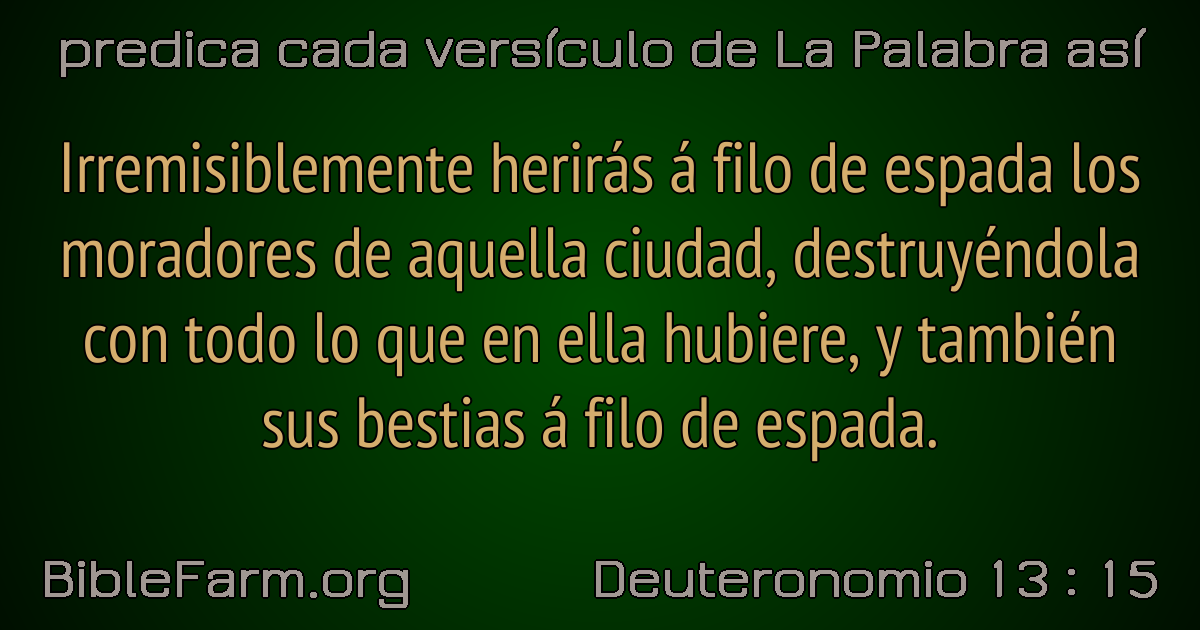 predica cada versículo de La Palabra así
Irremisiblemente herirás á filo de espada los
moradores de aquella ciudad, destruyéndola
con todo lo que en ella hubiere, y también
sus bestias á filo de espada.
BibleFarm.org
Deuteronomio 13 : 15